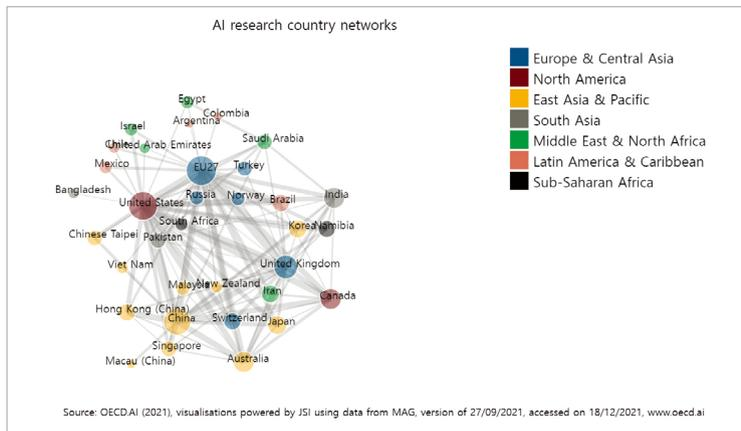 AI research country networks
Europe & Central Asia
North America
East Asia & Pacific
South Asia
Middle East & North Africa
Latin America & Caribbean
Sub-Saharan Africa
Egypt
Colombia
Argentina
Israel
Saudi Arabia
Chile
United Arab Emirates
Mexico
EU27
Turkey
Bangladesh
Russia
Norway
Brazil
India
United States
South Africa
Korea
Namibia
Chinese Taipei
Pakistan
Viet Nam
United Kingdom
Malaysia
New Zealand
Iran
Canada
Hong Kong (China)
China
Switzerland
Japan
Singapore
Macau (China)
Australia
Source: OECD.AI (2021), visualisations powered by JSI using data from MAG, version of 27/09/2021, accessed on 18/12/2021, www.oecd.ai